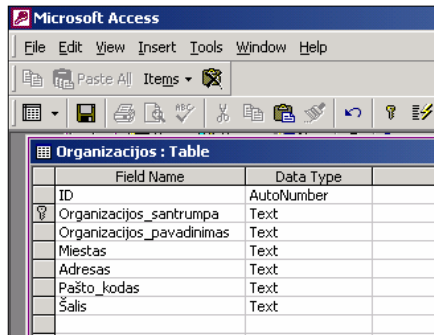 Microsoft Access
File Edit View Insert Tools Window Help
Paste All Items
ABC
Organizacijos : Table
Field Name Data Type
ID AutoNumber
Organizacijos_santrumpa Text
Organizacijos_pavadinimas Text
Miestas Text
Adresas Text
Pašto_kodas Text
Šalis Text